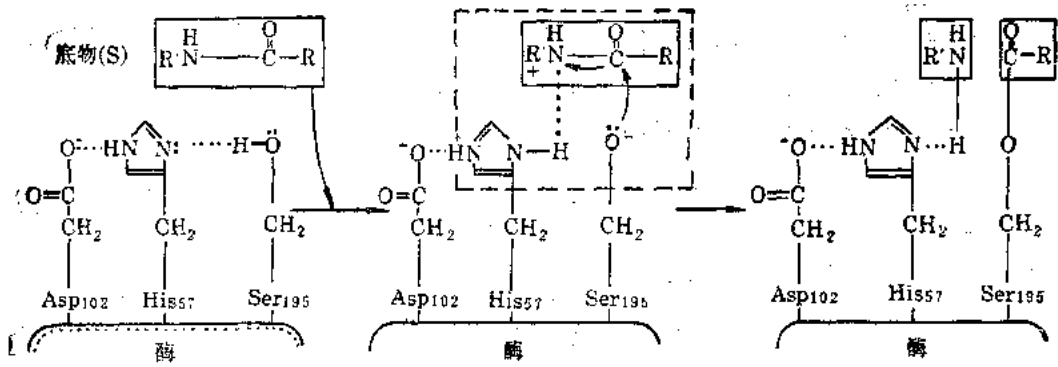 底物(S)
H
R'N
O
C—R
H
R'N
+
O
C—R
H
R'N
O
C—R
O⁻
HN
N:
H—Ö
⁻O
HN
N—H
Ö⁻
⁻O
HN
N
H
O
O=C
CH₂
CH₂
CH₂
O=C
CH₂
CH₂
CH₂
O=C
CH₂
CH₂
CH₂
Asp₁₀₂ His₅₇ Ser₁₉₅
Asp₁₀₂ His₅₇ Ser₁₉₅
Asp₁₀₂ His₅₇ Ser₁₉₅
酶
酶
酶